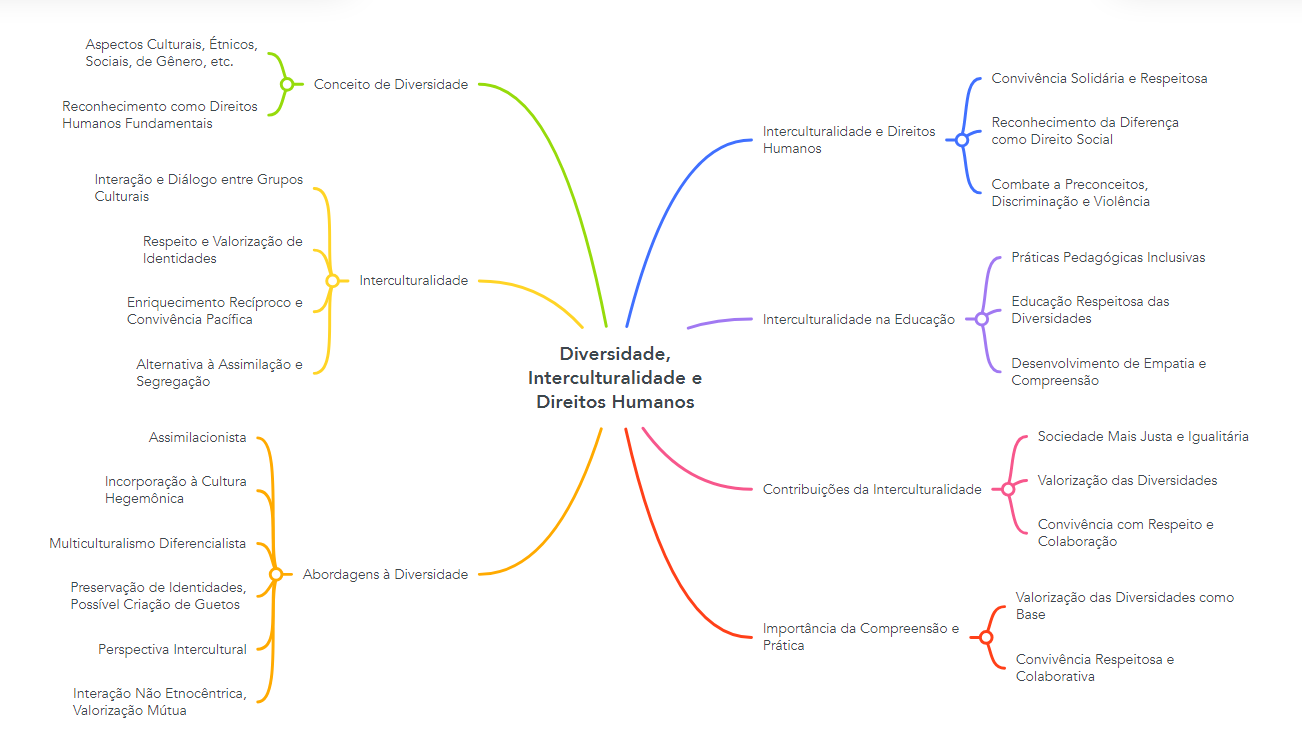 Diversidade,
Interculturalidade e
Direitos Humanos
Conceito de Diversidade
Aspectos Culturais, Étnicos,
Sociais, de Gênero, etc.
Reconhecimento como Direitos
Humanos Fundamentais
Interculturalidade
Interação e Diálogo entre Grupos
Culturais
Respeito e Valorização de
Identidades
Enriquecimento Recíproco e
Convivência Pacífica
Alternativa à Assimilação e
Segregação
Abordagens à Diversidade
Assimilacionista
Incorporação à Cultura
Hegemônica
Multiculturalismo Diferencialista
Preservação de Identidades,
Possível Criação de Guetos
Perspectiva Intercultural
Interação Não Etnocêntrica,
Valorização Mútua
Interculturalidade e Direitos
Humanos
Convivência Solidária e Respeitosa
Reconhecimento da Diferença
como Direito Social
Combate a Preconceitos,
Discriminação e Violência
Interculturalidade na Educação
Práticas Pedagógicas Inclusivas
Educação Respeitosa das
Diversidades
Desenvolvimento de Empatia e
Compreensão
Contribuições da Interculturalidade
Sociedade Mais Justa e Igualitária
Valorização das Diversidades
Convivência com Respeito e
Colaboração
Importância da Compreensão e
Prática
Valorização das Diversidades como
Base
Convivência Respeitosa e
Colaborativa